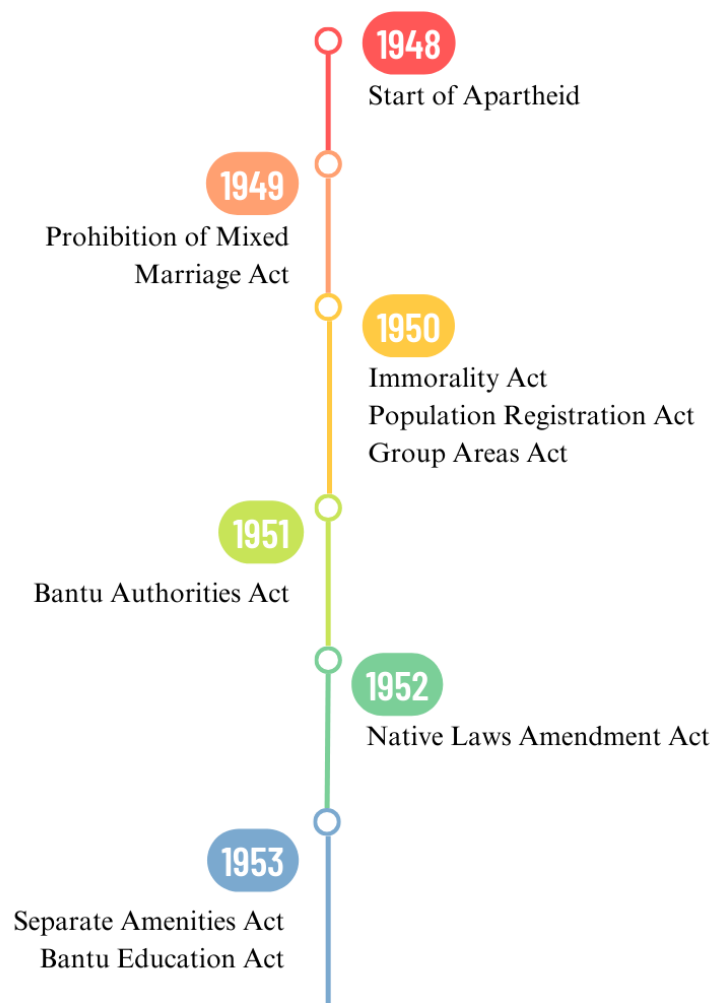 1948
Start of Apartheid
1949
Prohibition of Mixed
Marriage Act
1950
Immorality Act
Population Registration Act
Group Areas Act
1951
Bantu Authorities Act
1952
Native Laws Amendment Act
1953
Separate Amenities Act
Bantu Education Act